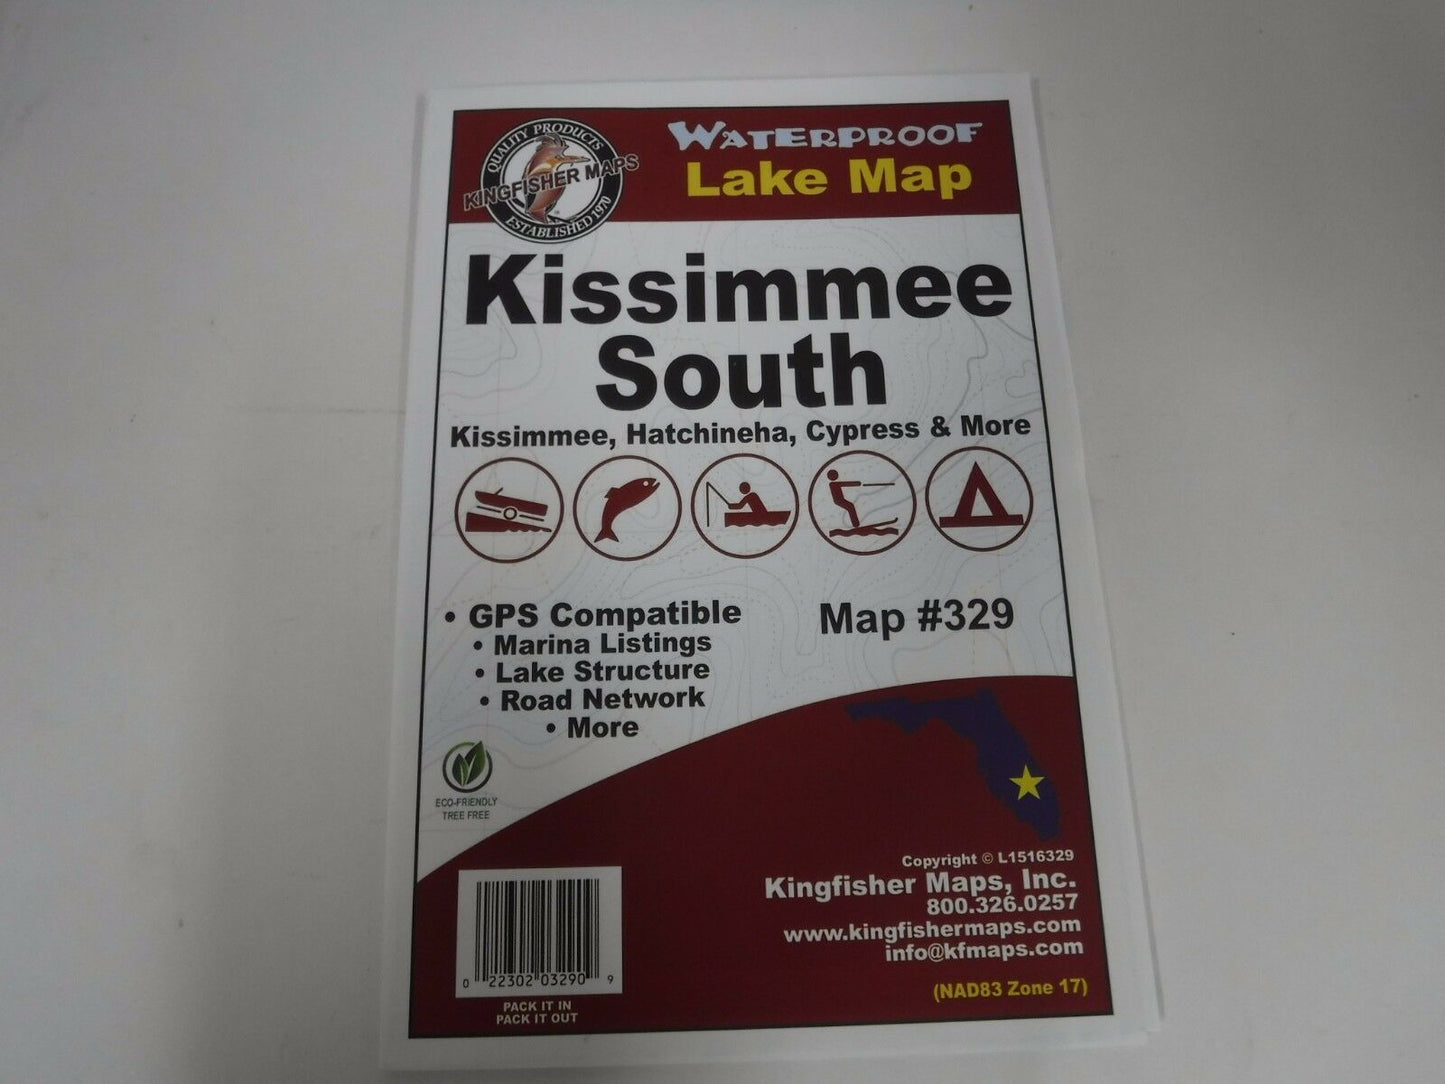 QUALITY PRODUCTS
KINGFISHER MAPS
ESTABLISHED 1970
WATERPROOF
Lake Map
Kissimmee
South
Kissimmee, Hatchineha, Cypress & More
• GPS Compatible
• Marina Listings
• Lake Structure
• Road Network
• More
Map #329
ECO-FRIENDLY
TREE FREE
Copyright © L1516329
Kingfisher Maps, Inc.
800.326.0257
www.kingfishermaps.com
info@kfmaps.com
(NAD83 Zone 17)
0 22302 03290 9
PACK IT IN
PACK IT OUT